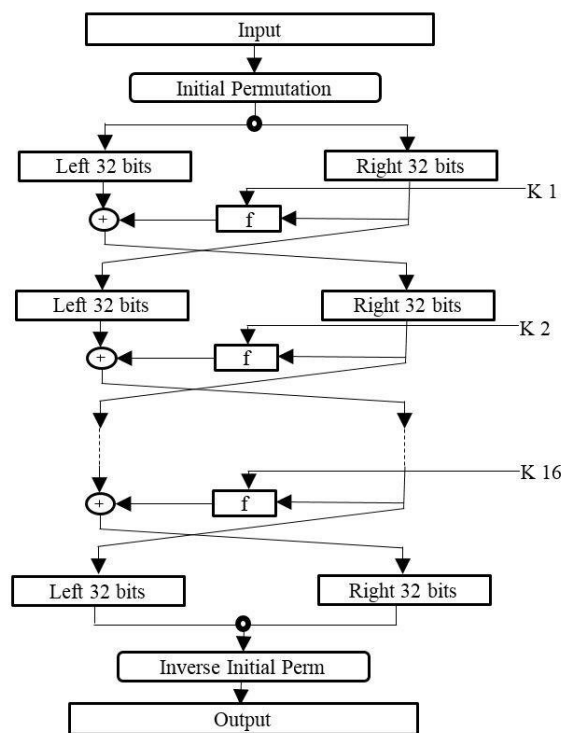 Input
Initial Permutation
Left 32 bits
Right 32 bits
K 1
+
f
Left 32 bits
Right 32 bits
K 2
+
f
K 16
+
f
Left 32 bits
Right 32 bits
Inverse Initial Perm
Output